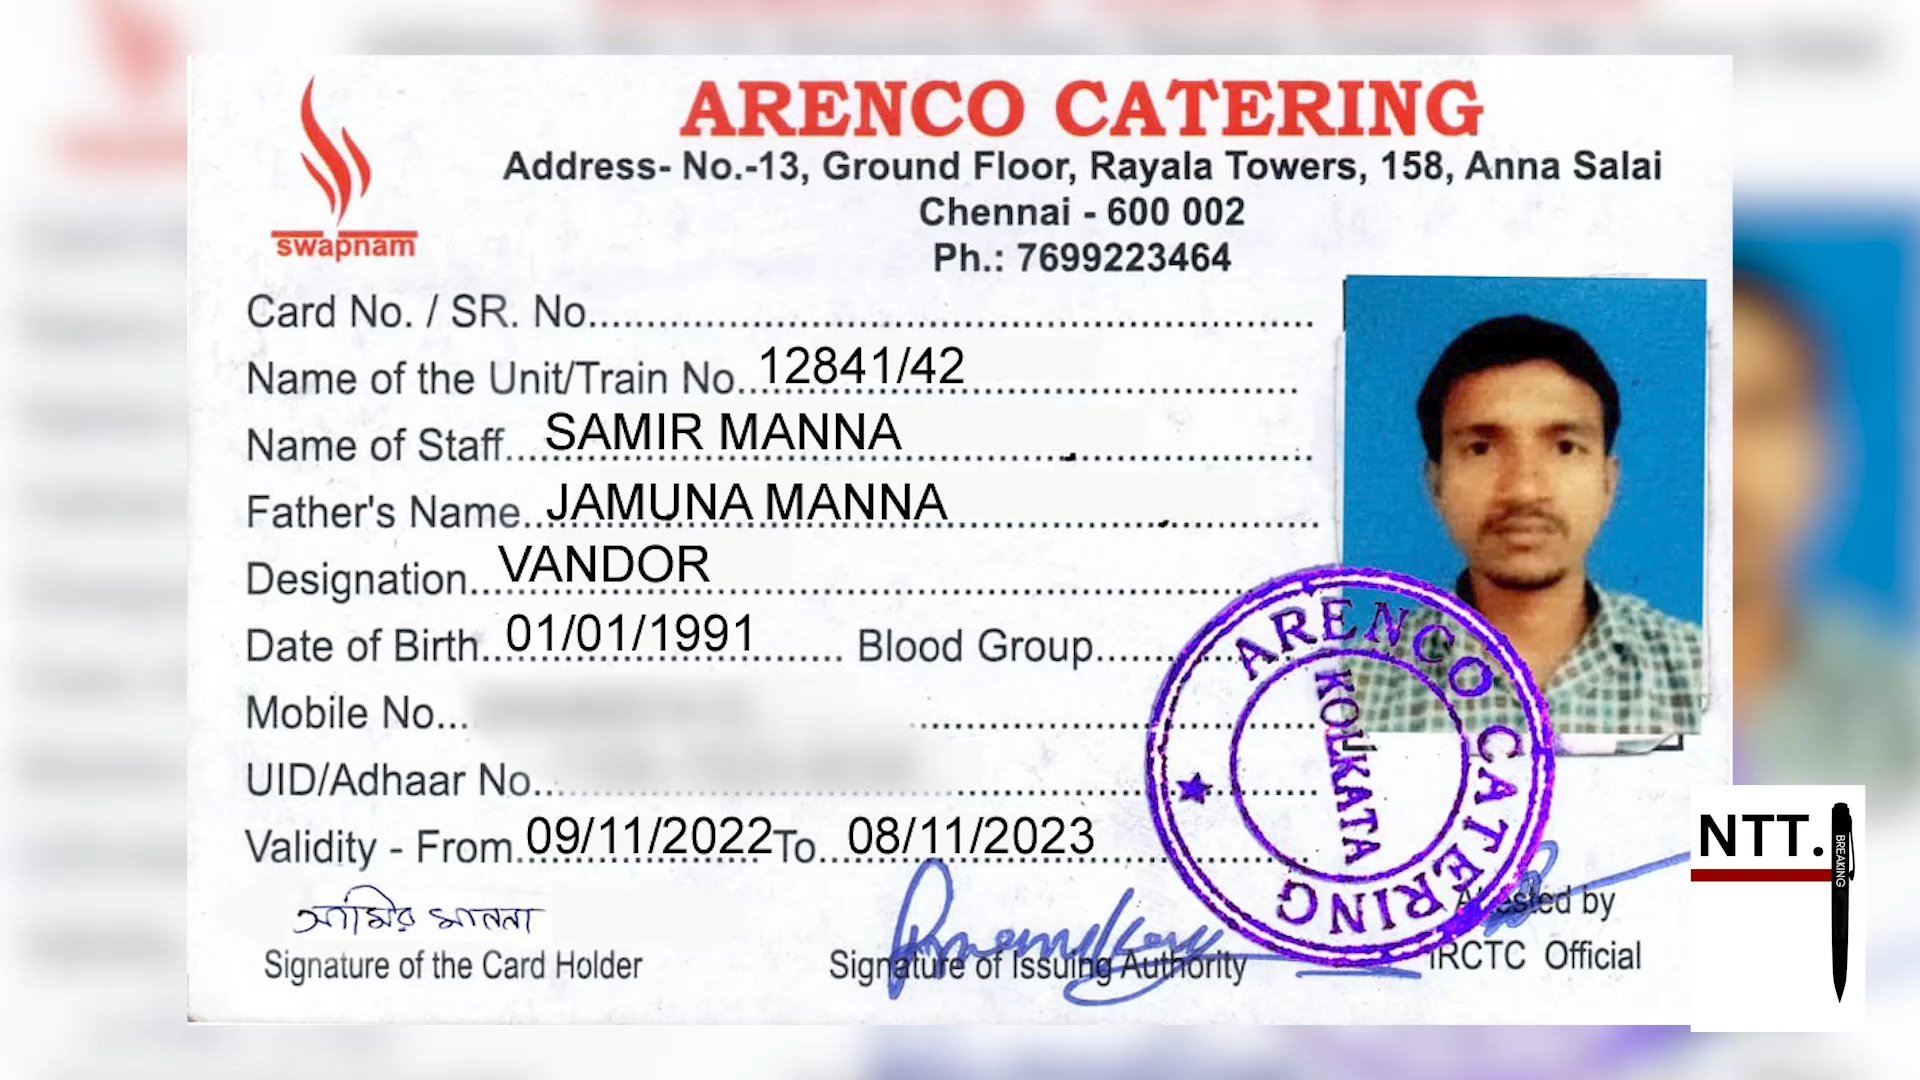 swapnam
ARENCO CATERING
Address- No.-13, Ground Floor, Rayala Towers, 158, Anna Salai
Chennai - 600 002
Ph.: 7699223464
Card No. / SR. No.
Name of the Unit/Train No. 12841/42
Name of Staff SAMIR MANNA
Father's Name JAMUNA MANNA
Designation VANDOR
Date of Birth 01/01/1991 Blood Group
Mobile No.
UID/Adhaar No.
Validity - From 09/11/2022 To 08/11/2023
Signature of the Card Holder
Signature of Issuing Authority
Attested by
IRCTC Official
ARENCO CATERING
KOLKATA
NTT.
BREAKING